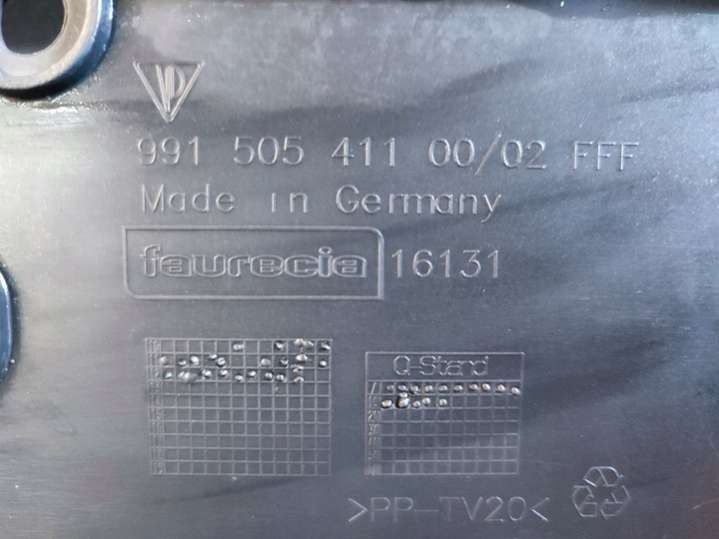 991 505 411 00/02 FFF
Made in Germany
faurecia 16131
Q-Stand
>PP-TV20<